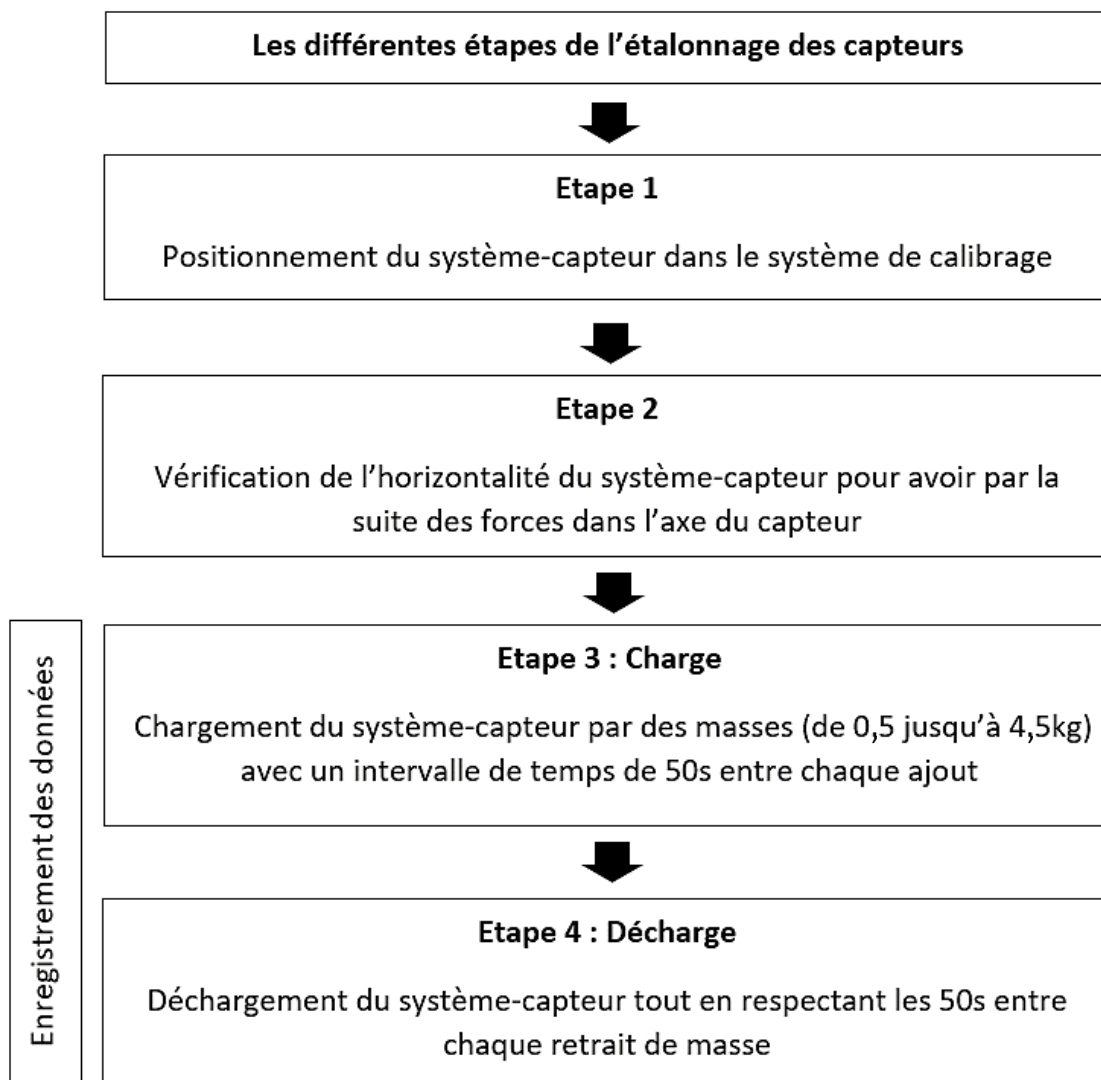 Les différentes étapes de l’étalonnage des capteurs
Etape 1
Positionnement du système-capteur dans le système de calibrage
Etape 2
Vérification de l’horizontalité du système-capteur pour avoir par la
suite des forces dans l’axe du capteur
Enregistrement des données
Etape 3 : Charge
Chargement du système-capteur par des masses (de 0,5 jusqu’à 4,5kg)
avec un intervalle de temps de 50s entre chaque ajout
Etape 4 : Décharge
Déchargement du système-capteur tout en respectant les 50s entre
chaque retrait de masse